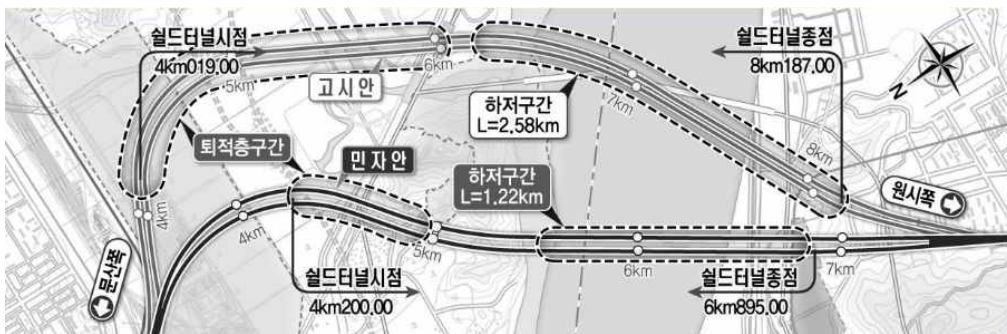 쉴드터널시점
4km019.00
쉴드터널종점
8km187.00
N
6km
5km
고시안
하저구간
L=2.58km
7km
퇴적층구간
민자안
하저구간
L=1.22km
8km
원시쪽
4km
4km
5km
6km
7km
문산쪽
쉴드터널시점
4km200.00
쉴드터널종점
6km895.00